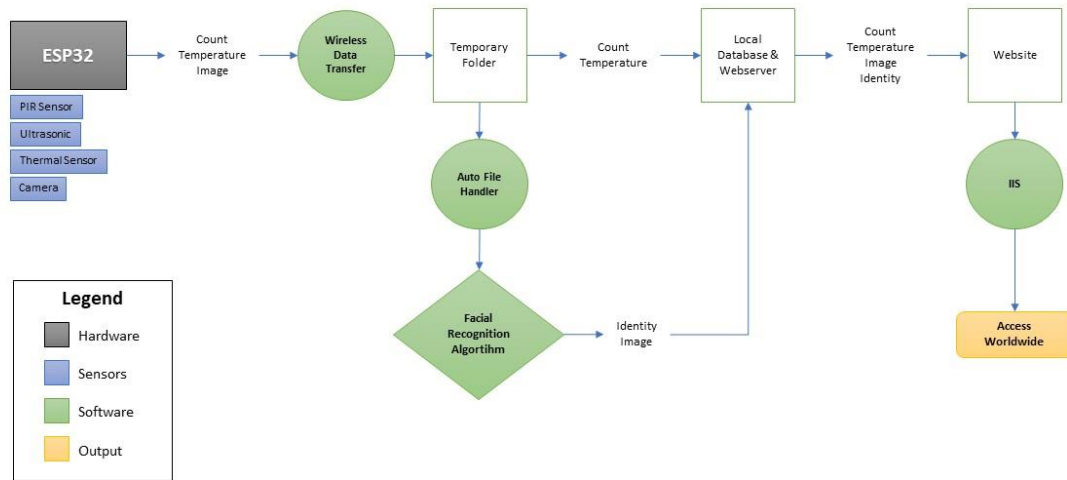 ESP32
PIR Sensor
Ultrasonic
Thermal Sensor
Camera
Count
Temperature
Image
Wireless
Data
Transfer
Temporary
Folder
Count
Temperature
Local
Database &
Webserver
Count
Temperature
Image
Identity
Website
Auto File
Handler
IIS
Facial
Recognition
Algortihm
Identity
Image
Access
Worldwide
Legend
Hardware
Sensors
Software
Output